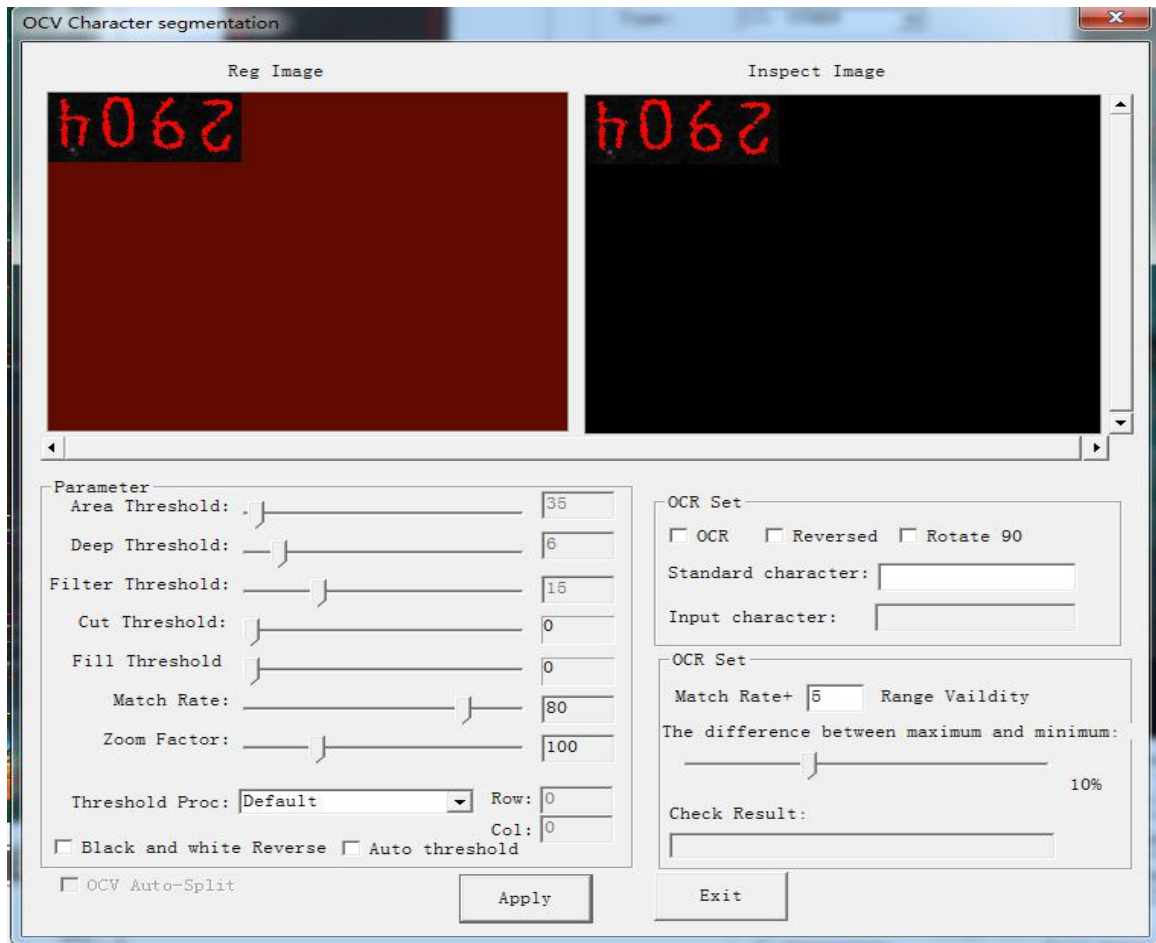 OCV Character segmentation
Reg Image
Inspect Image
2904
2904
Parameter
Area Threshold: 35
Deep Threshold: 6
Filter Threshold: 15
Cut Threshold: 0
Fill Threshold 0
Match Rate: 80
Zoom Factor: 100
Threshold Proc: Default Row: 0
Col: 0
Black and white Reverse Auto threshold
OCV Auto-Split
Apply
OCR Set
OCR Reversed Rotate 90
Standard character:
Input character:
OCR Set
Match Rate+ 5 Range Vaildity
The difference between maximum and minimum:
10%
Check Result:
Exit